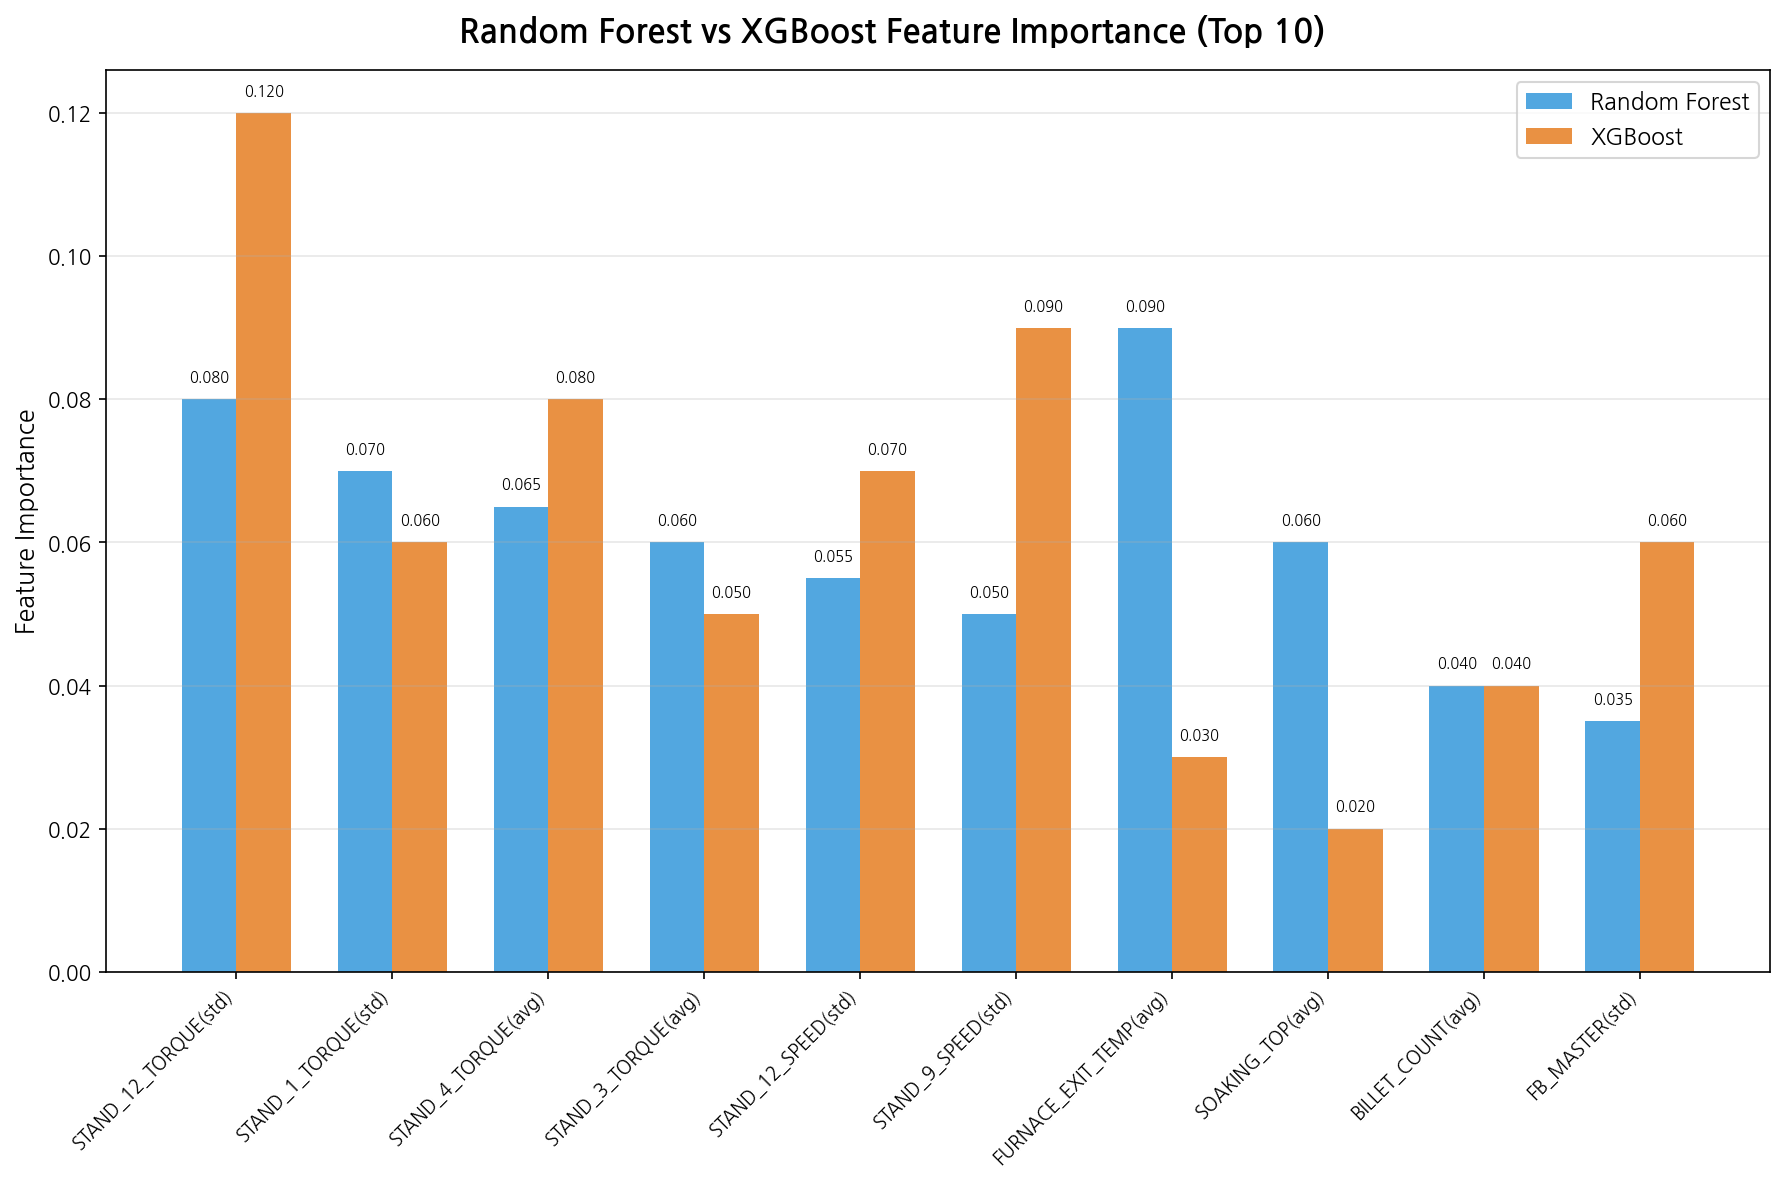 Random Forest vs XGBoost Feature Importance (Top 10)
Random Forest
XGBoost
Feature Importance
0.12
0.10
0.08
0.06
0.04
0.02
0.00
0.080
0.120
0.070
0.060
0.065
0.080
0.060
0.050
0.055
0.070
0.050
0.090
0.090
0.030
0.060
0.020
0.040
0.040
0.035
0.060
STAND_12_TORQUE(std)
STAND_1_TORQUE(std)
STAND_4_TORQUE(avg)
STAND_3_TORQUE(avg)
STAND_12_SPEED(std)
STAND_9_SPEED(std)
FURNACE_EXIT_TEMP(avg)
SOAKING_TOP(avg)
BILLET_COUNT(avg)
FB_MASTER(std)